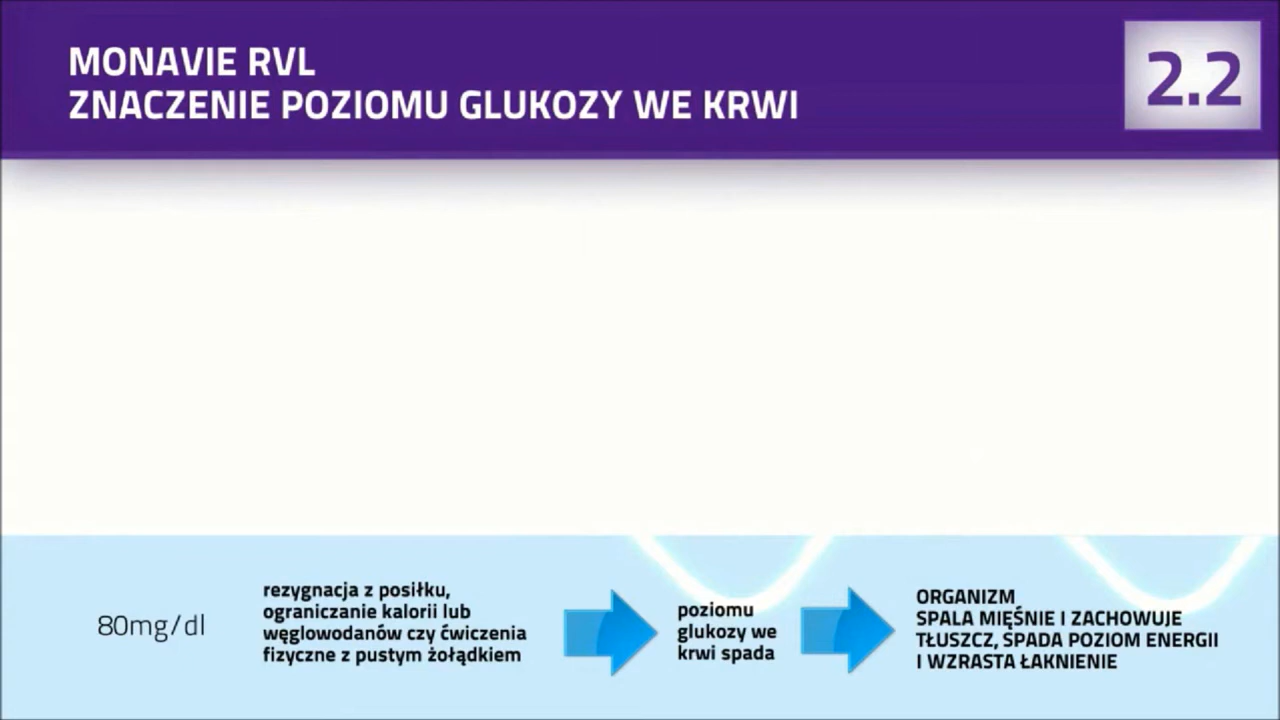 MONAVIE RVL
ZNACZENIE POZIOMU GLUKOZY WE KRWI
2.2
80mg/dl
rezygnacja z posiłku,
ograniczanie kalorii lub
węglowodanów czy ćwiczenia
fizyczne z pustym żołądkiem
poziomu
glukozy we
krwi spada
ORGANIZM
SPALA MIĘŚNIE I ZACHOWUJE
TŁUSZCZ, SPADA POZIOM ENERGII
I WZRASTA ŁAKNIENIE